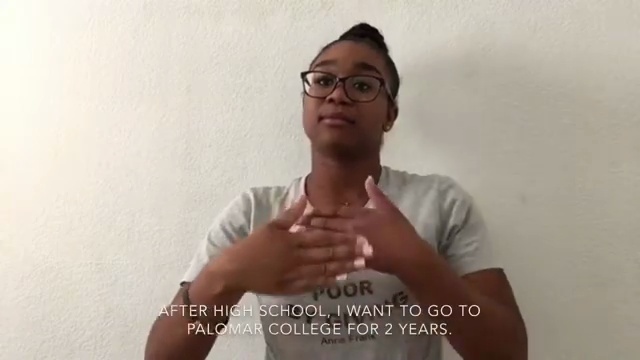 POOR
AFTER HIGH SCHOOL, I WANT TO GO TO
PALOMAR COLLEGE FOR 2 YEARS.
Anne Frank